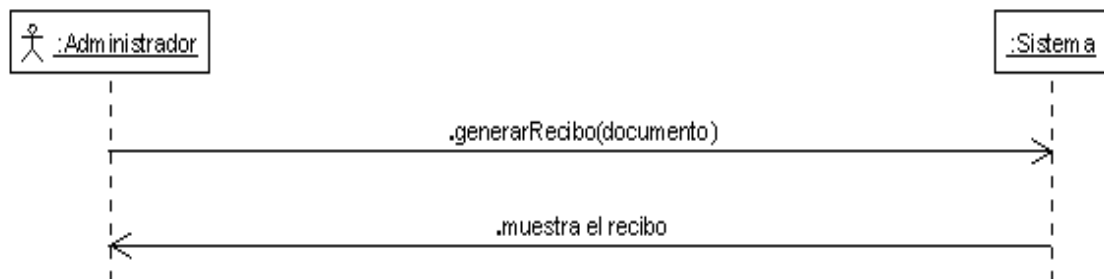 :Administrador
:Sistema
.generarRecibo(documento)
.muestra el recibo